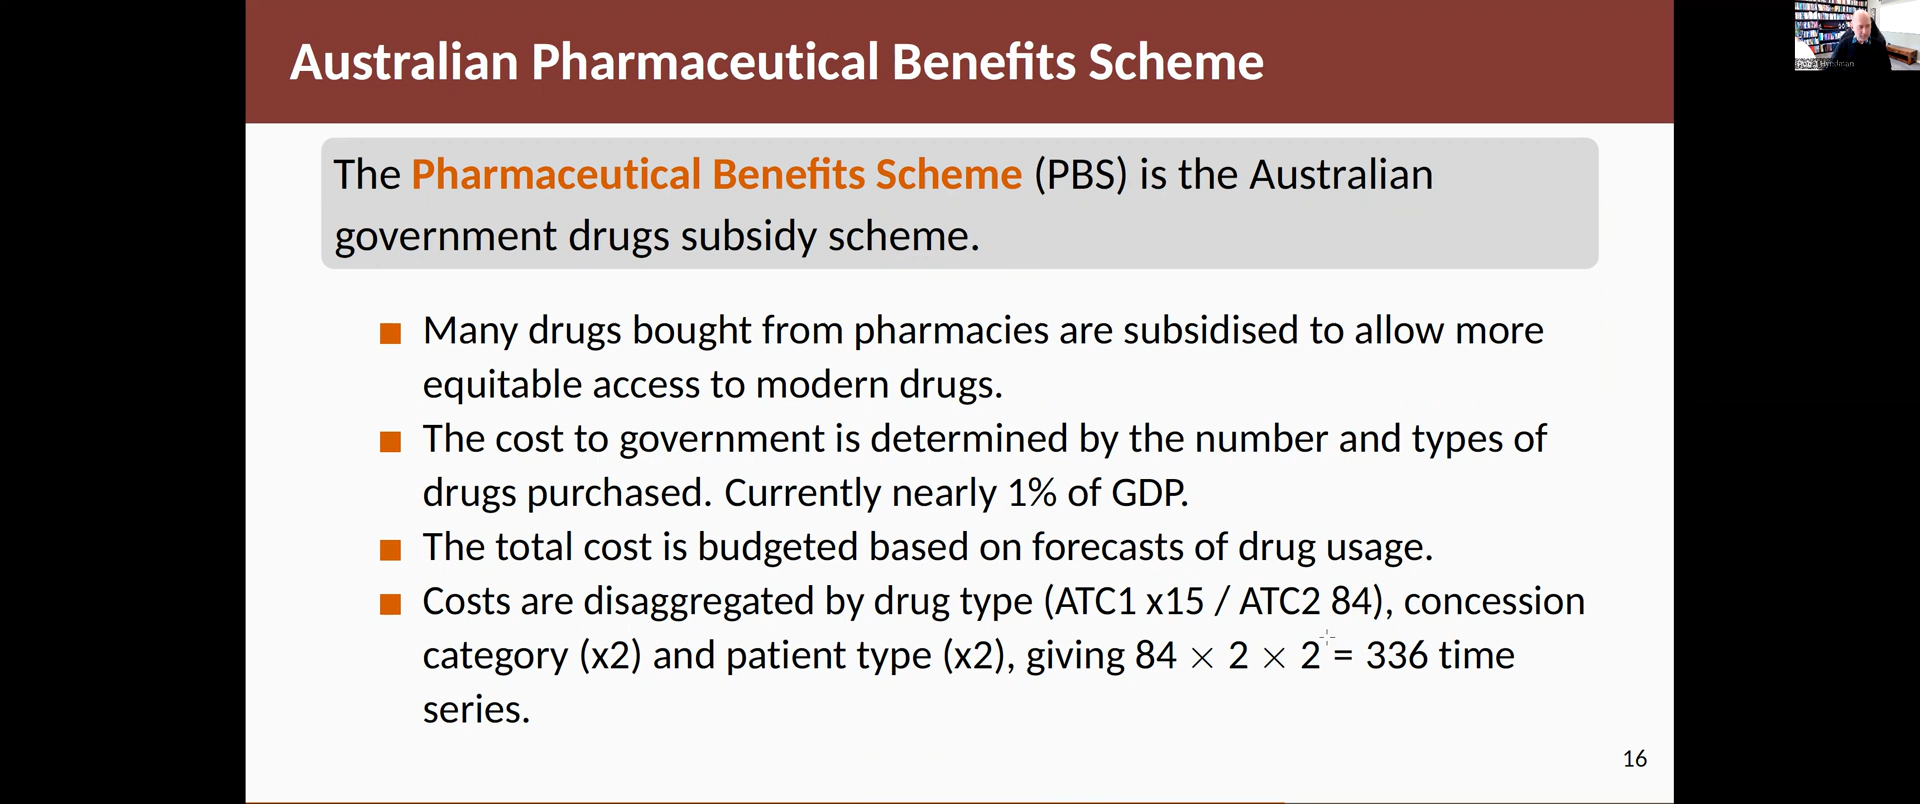 Australian Pharmaceutical Benefits Scheme
The Pharmaceutical Benefits Scheme (PBS) is the Australian
government drugs subsidy scheme.
Many drugs bought from pharmacies are subsidised to allow more
equitable access to modern drugs.
The cost to government is determined by the number and types of
drugs purchased. Currently nearly 1% of GDP.
The total cost is budgeted based on forecasts of drug usage.
Costs are disaggregated by drug type (ATC1 x15 / ATC2 84), concession
category (x2) and patient type (x2), giving 84 × 2 × 2 = 336 time
series.
16
Hyndman